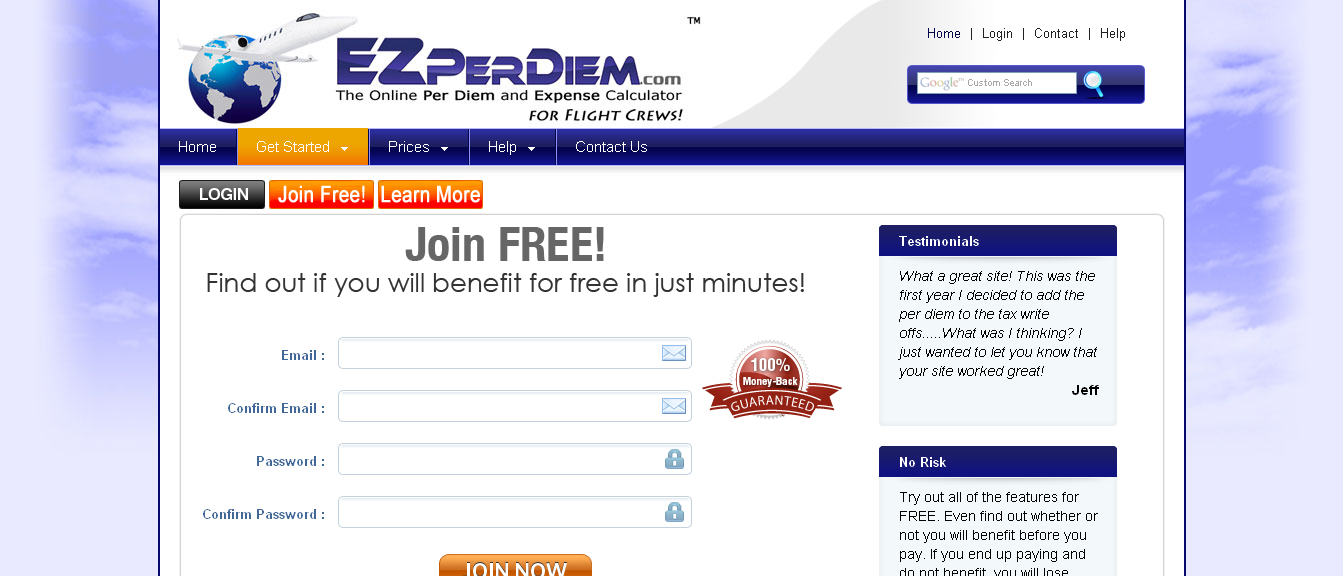 TM
EZPERDIEM.com
The Online Per Diem and Expense Calculator
FOR FLIGHT CREWS!
Home | Login | Contact | Help
Google™ Custom Search
Home Get Started Prices Help Contact Us
LOGIN Join Free! Learn More
Join FREE!
Find out if you will benefit for free in just minutes!
Email :
Confirm Email :
Password :
Confirm Password :
JOIN NOW
100%
Money-Back
GUARANTEED
Testimonials
What a great site! This was the
first year I decided to add the
per diem to the tax write
offs.....What was I thinking? I
just wanted to let you know that
your site worked great!
Jeff
No Risk
Try out all of the features for
FREE. Even find out whether or
not you will benefit before you
pay. If you end up paying and
do not benefit, you will lose